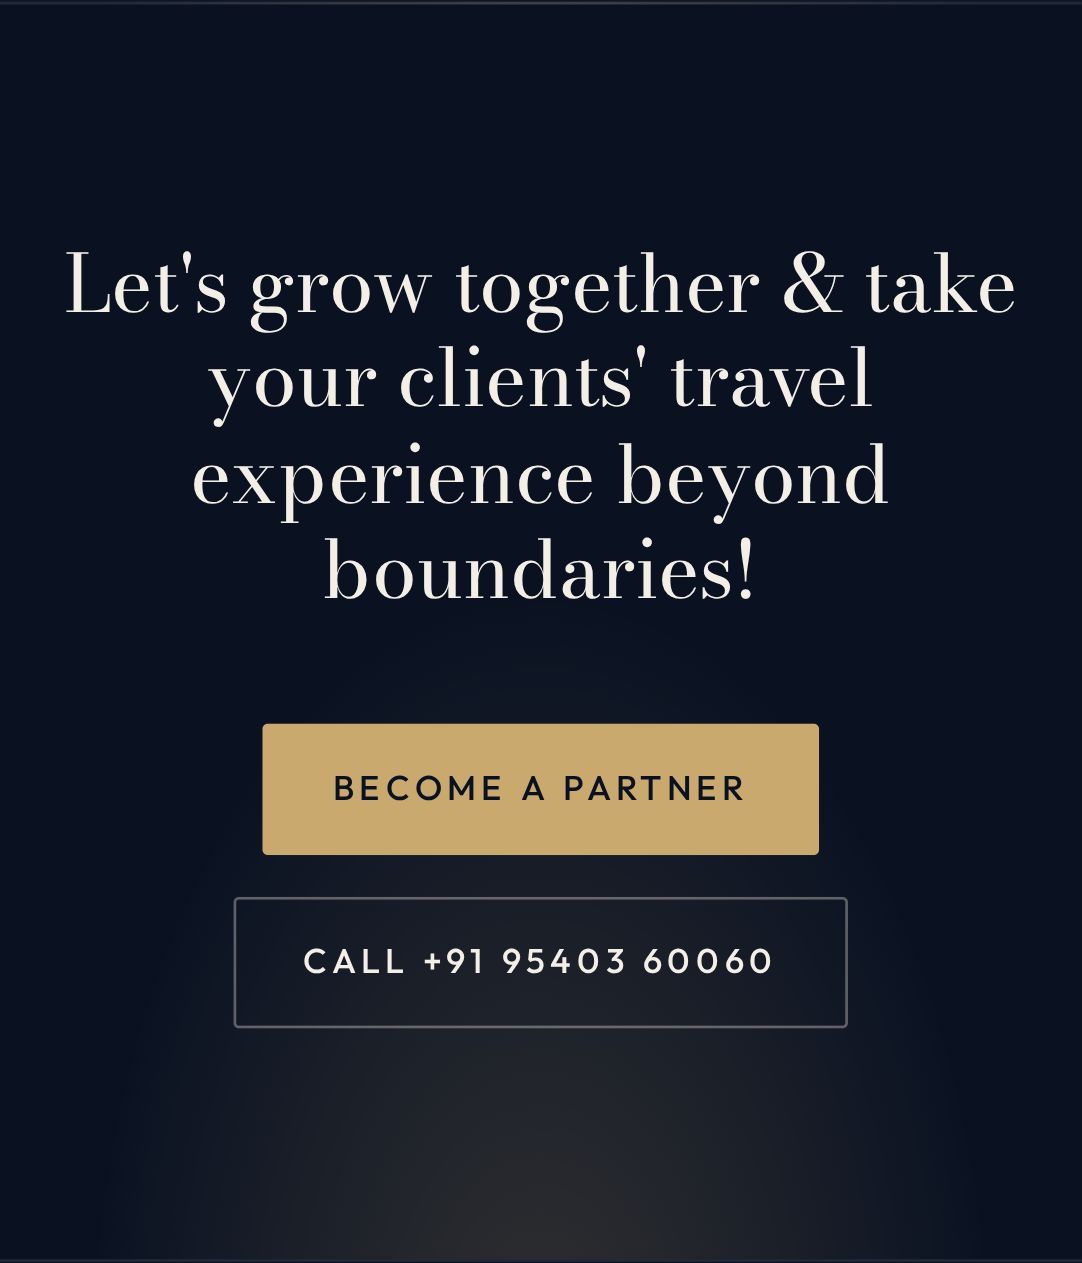 Let's grow together & take
your clients' travel
experience beyond
boundaries!
BECOME A PARTNER
CALL +91 95403 60060